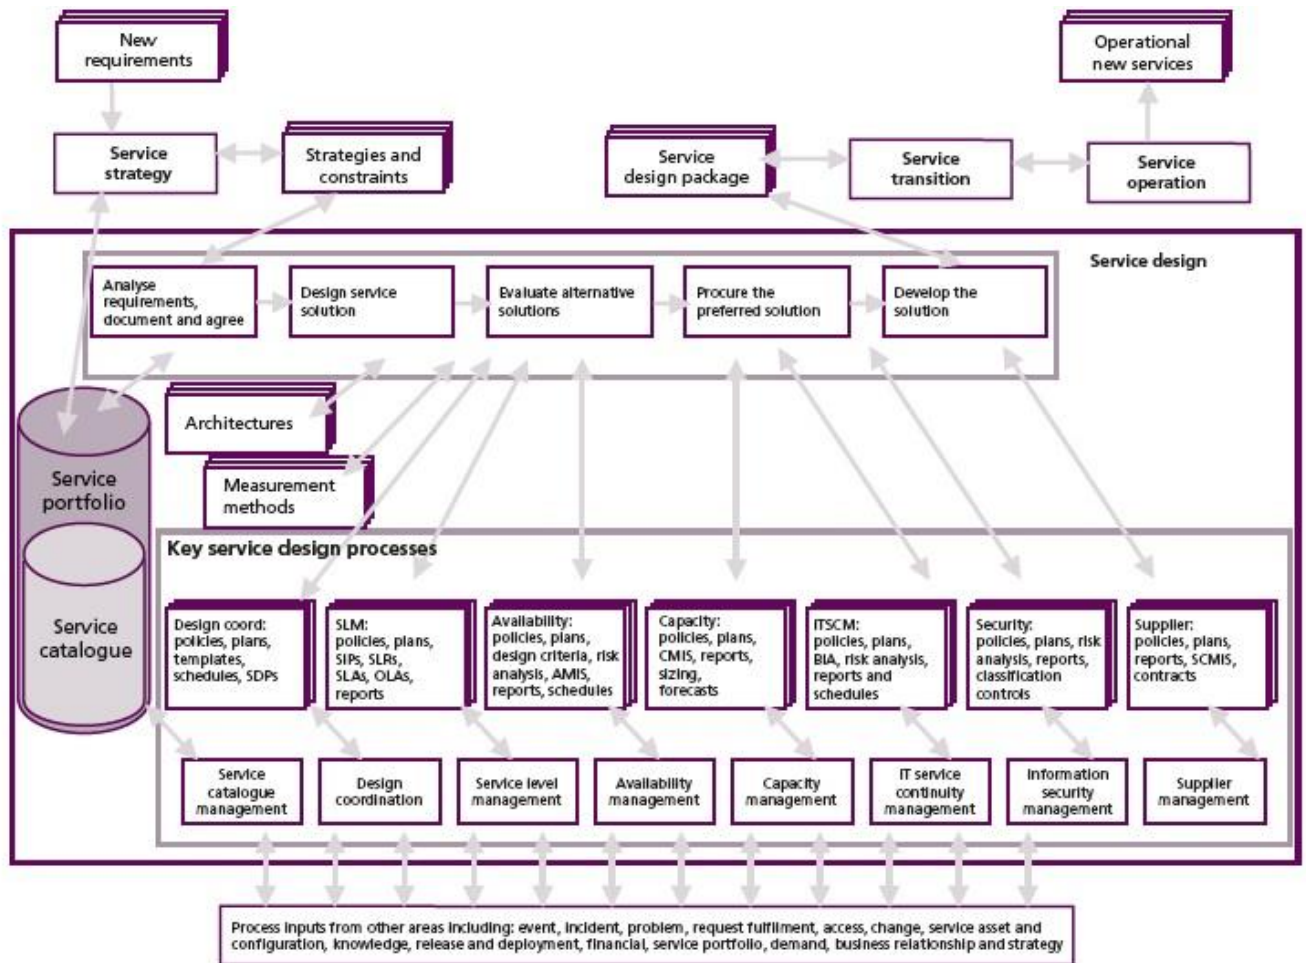 New
requirements
Operational
new services
Service
strategy
Strategies and
constraints
Service
design package
Service
transition
Service
operation
Service design
Analyse
requirements,
document and agree
Design service
solution
Evaluate alternative
solutions
Procure the
preferred solution
Develop the
solution
Architectures
Measurement
methods
Service
portfolio
Service
catalogue
Key service design processes
Design coord:
policies, plans,
templates,
schedules, SDPs
SLM:
policies, plans,
SIPs, SLRs,
SLAs, OLAs,
reports
Availability:
policies, plans,
design criteria, risk
analysis, AMIS,
reports, schedules
Capacity:
policies, plans,
CMIS, reports,
sizing,
forecasts
ITSCM:
policies, plans,
BIA, risk analysis,
reports and
schedules
Security:
policies, plans, risk
analysis, reports,
classification
controls
Supplier:
policies, plans,
reports, SCMIS,
contracts
Service
catalogue
management
Design
coordination
Service level
management
Availability
management
Capacity
management
IT service
continuity
management
Information
security
management
Supplier
management
Process inputs from other areas including: event, incident, problem, request fulfilment, access, change, service asset and
configuration, knowledge, release and deployment, financial, service portfolio, demand, business relationship and strategy